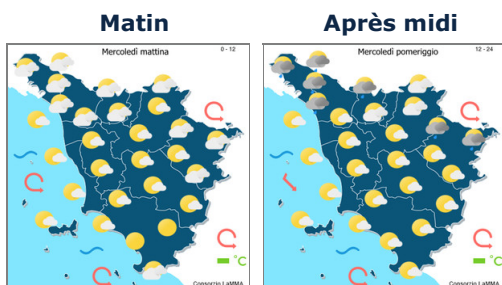 Matin
Après midi
Mercoledì mattina
0 - 12
Mercoledì pomeriggio
12 - 24
°C
°C
Consorzio LaMMA
Consorzio LaMMA